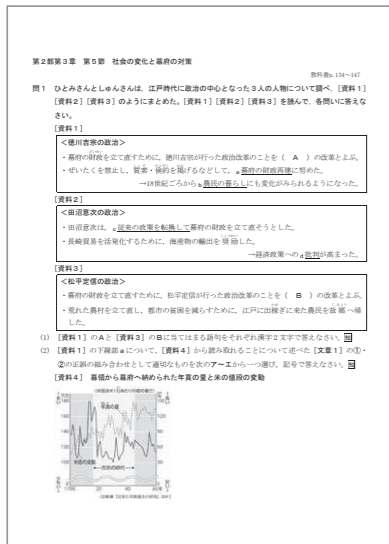 第2部第3章　第5節　社会の変化と幕府の対策
教科書p. 134～147
問1　ひとみさんとしゅんさんは，江戸時代に政治の中心となった3人の人物について調べ，［資料1］
［資料2］［資料3］のようにまとめた。［資料1］［資料2］［資料3］を読んで，各問いに答えな
さい。
［資料1］
＜徳川吉宗の政治＞
・幕府の財政を立て直すために，徳川吉宗が行った政治改革のことを（　A　）の改革とよぶ。
・ぜいたくを禁止し，質素・倹約を掲げるなどして，a幕府の財政再建に努めた。
→18世紀ごろからb農民の暮らしにも変化がみられるようになった。
［資料2］
＜田沼意次の政治＞
・田沼意次は，c従来の政策を転換して幕府の財政を立て直そうとした。
・長崎貿易を活発化するために，海産物の輸出を奨励した。
→経済政策へのd批判が高まった。
［資料3］
＜松平定信の政治＞
・幕府の財政を立て直すために，松平定信が行った政治改革のことを（　B　）の改革とよぶ。
・荒れた農村を立て直し，都市の貧困を減らすために，江戸に出稼ぎに来た農民を故郷へ帰
した。
(1)　［資料1］のAと［資料3］のBに当てはまる語句をそれぞれ漢字2文字で答えなさい。知
(2)　［資料1］の下線部aについて，［資料4］から読み取れることについて述べた［文章1］の①・
②の正誤の組み合わせとして適切なものを次のア～エから一つ選び，記号で答えなさい。知
［資料4］　幕領から幕府へ納められた年貢の量と米の値段の変動
年貢の量
米価の変動
吉宗の時代